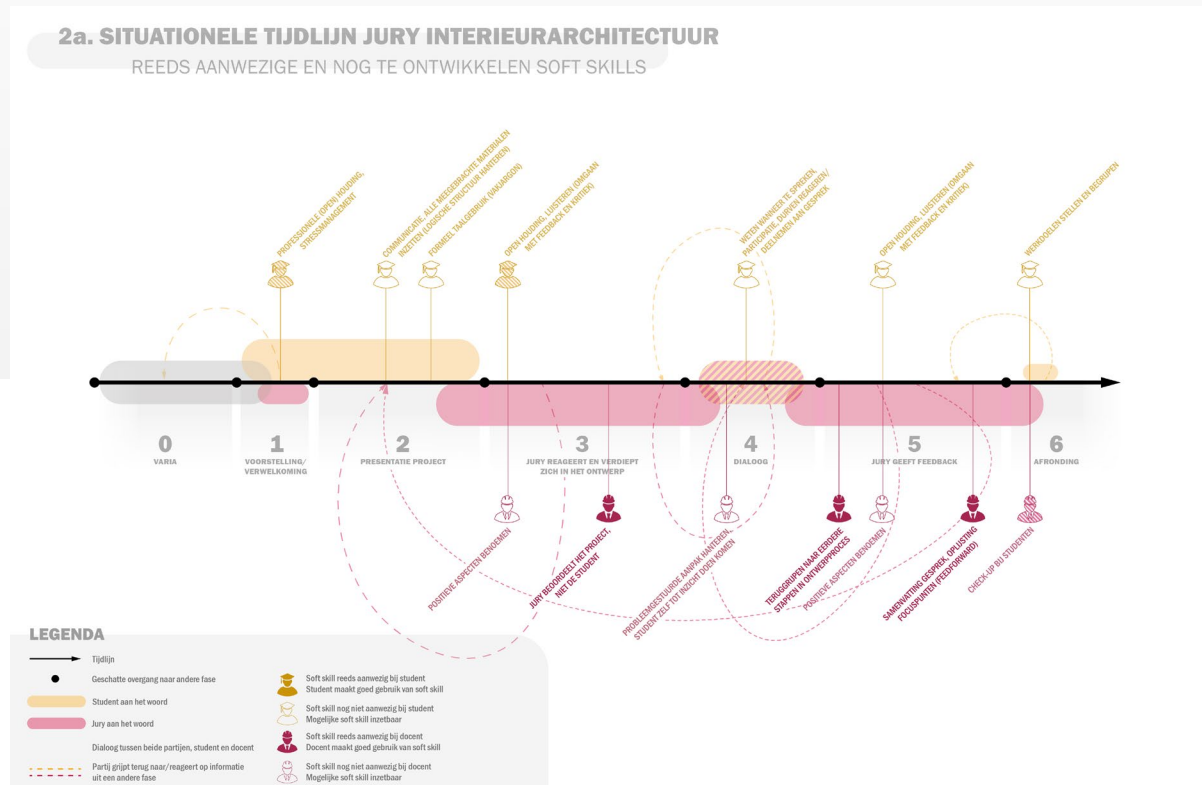 2a. SITUATIONELE TIJDLIJN JURY INTERIEURARCHITECTUUR
REEDS AANWEZIGE EN NOG TE ONTWIKKELEN SOFT SKILLS
PROFESSIONELE (OPEN) HOUDING,
STRESSMANAGEMENT
COMMUNICATIE, ALLE MEEGEBRACHTE MATERIALEN
INZETTEN (LOGISCHE STRUCTUUR HANTEREN)
FORMEEL TAALGEBRUIK (VAKJARGON)
OPEN HOUDING, LUISTEREN (OMGAAN
MET FEEDBACK EN KRITIEK)
WETEN WANNEER TE SPREKEN,
PARTICIPATIE, DURVEN REAGEREN/
DEELNEMEN AAN GESPREK
OPEN HOUDING, LUISTEREN (OMGAAN
MET FEEDBACK EN KRITIEK)
WERKDOELEN STELLEN EN BEGRIJPEN
0
VARIA
1
VOORSTELLING/
VERWELKOMING
2
PRESENTATIE PROJECT
3
JURY REAGEERT EN VERDIEPT
ZICH IN HET ONTWERP
4
DIALOOG
5
JURY GEEFT FEEDBACK
6
AFRONDING
POSITIEVE ASPECTEN BENOEMEN
JURY BEOORDEELT HET PROJECT,
NIET DE STUDENT
PROBLEEMGESTUURDE AANPAK HANTEREN,
STUDENT ZELF TOT INZICHT DOEN KOMEN
TERUGGRIJPEN NAAR EERDERE
STAPPEN IN ONTWERPPROCES
POSITIEVE ASPECTEN BENOEMEN
SAMENVATTING GESPREK, OPLIJSTING
FOCUSPUNTEN (FEEDFORWARD)
CHECK-UP BIJ STUDENTEN
LEGENDA
Tijdlijn
Geschatte overgang naar andere fase
Student aan het woord
Jury aan het woord
Dialoog tussen beide partijen, student en docent
Partij grijpt terug naar/reageert op informatie
uit een andere fase
Soft skill reeds aanwezig bij student
Student maakt goed gebruik van soft skill
Soft skill nog niet aanwezig bij student
Mogelijke soft skill inzetbaar
Soft skill reeds aanwezig bij docent
Docent maakt goed gebruik van soft skill
Soft skill nog niet aanwezig bij docent
Mogelijke soft skill inzetbaar